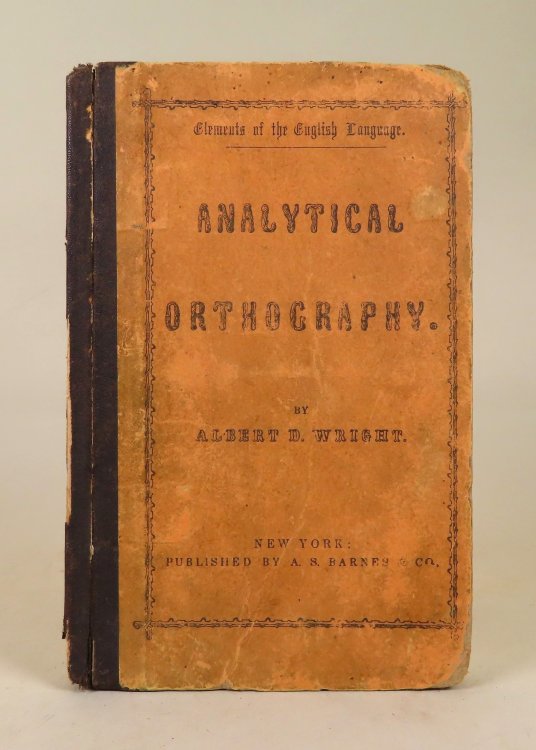 Elements of the English Language.
ANALYTICAL
ORTHOGRAPHY.
BY
ALBERT D. WRIGHT.
NEW YORK:
PUBLISHED BY A. S. BARNES & CO.